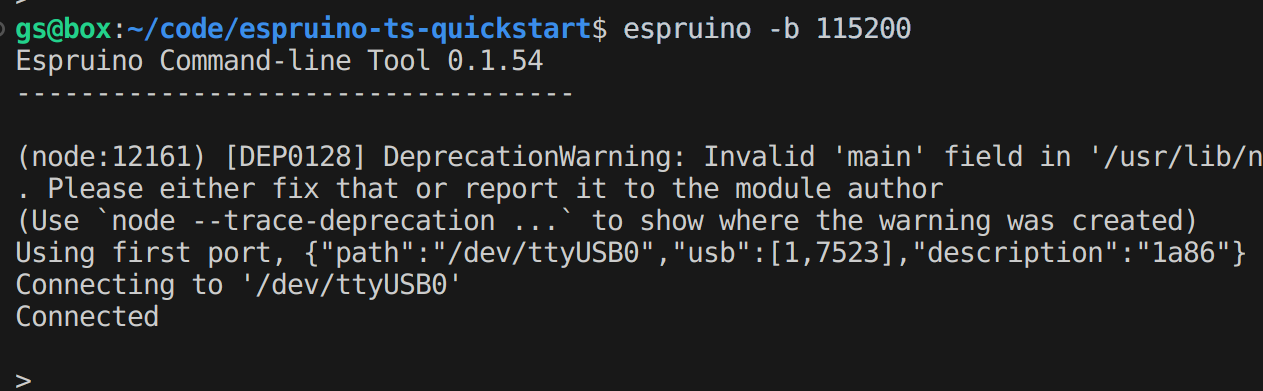 gs@box:~/code/espruino-ts-quickstart$ espruino -b 115200
Espruino Command-line Tool 0.1.54
-----------------------------------
(node:12161) [DEP0128] DeprecationWarning: Invalid 'main' field in '/usr/lib/n
. Please either fix that or report it to the module author
(Use `node --trace-deprecation ...` to show where the warning was created)
Using first port, {"path":"/dev/ttyUSB0","usb":[1,7523],"description":"1a86"}
Connecting to '/dev/ttyUSB0'
Connected
>